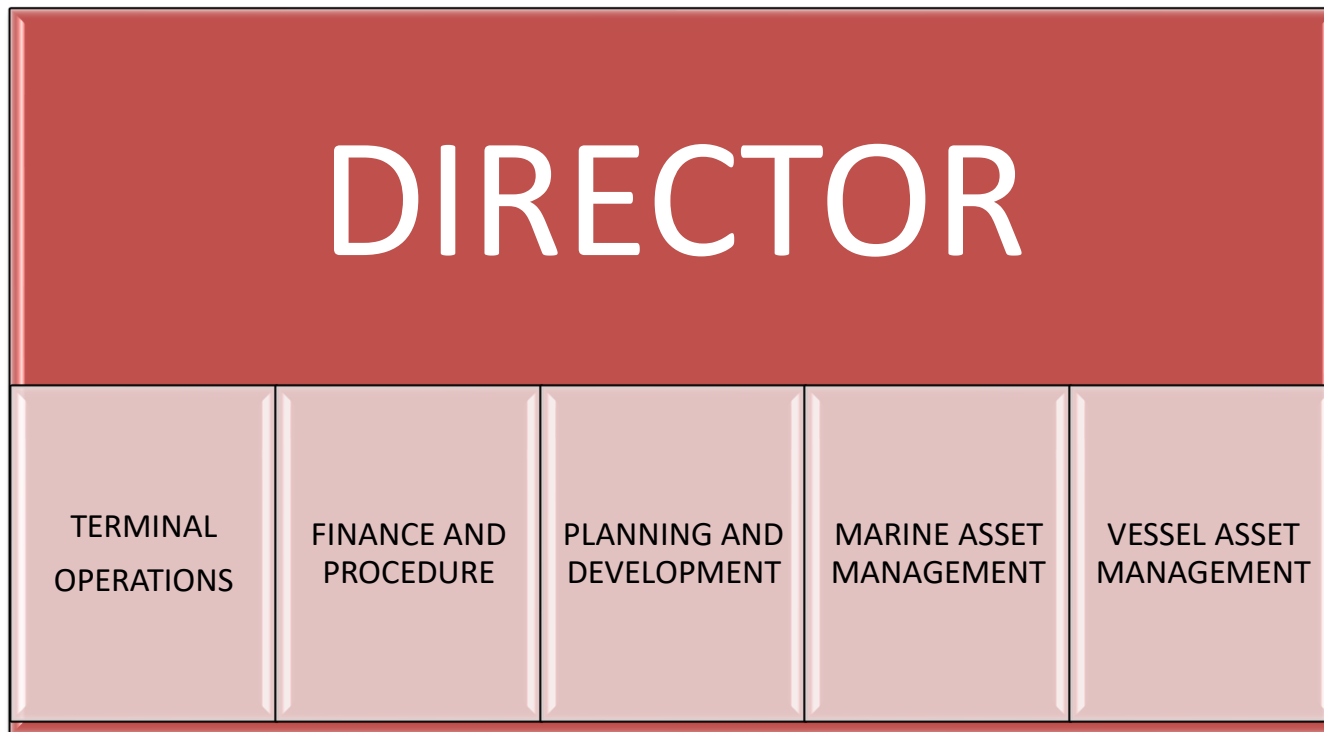 DIRECTOR
TERMINAL
OPERATIONS
FINANCE AND
PROCEDURE
PLANNING AND
DEVELOPMENT
MARINE ASSET
MANAGEMENT
VESSEL ASSET
MANAGEMENT